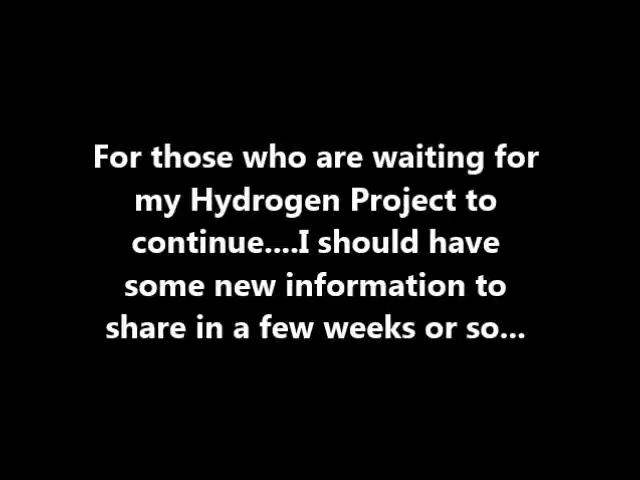 For those who are waiting for
my Hydrogen Project to
continue....I should have
some new information to
share in a few weeks or so...